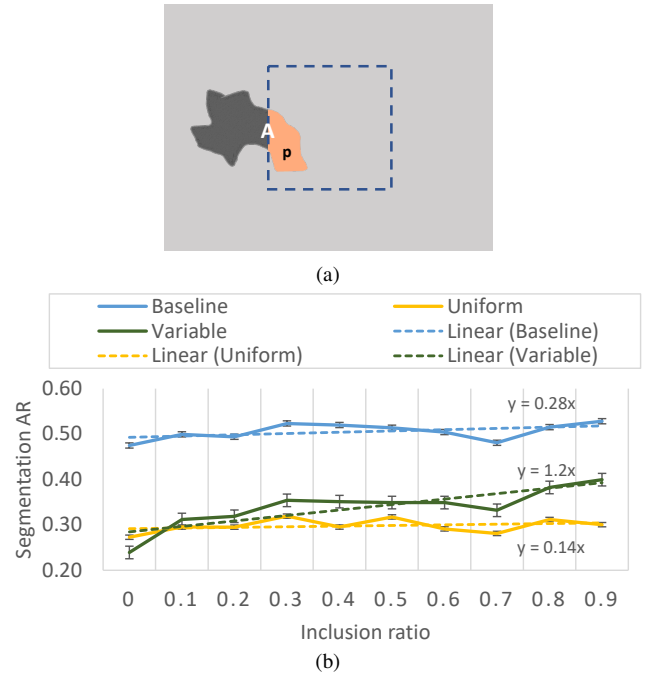 A
p
(a)
Baseline Uniform
Variable Linear (Baseline)
Linear (Uniform) Linear (Variable)
0.60
0.50
0.40
0.30
0.20
Segmentation AR
y = 0.28x
y = 1.2x
y = 0.14x
0 0.1 0.2 0.3 0.4 0.5 0.6 0.7 0.8 0.9
Inclusion ratio
(b)